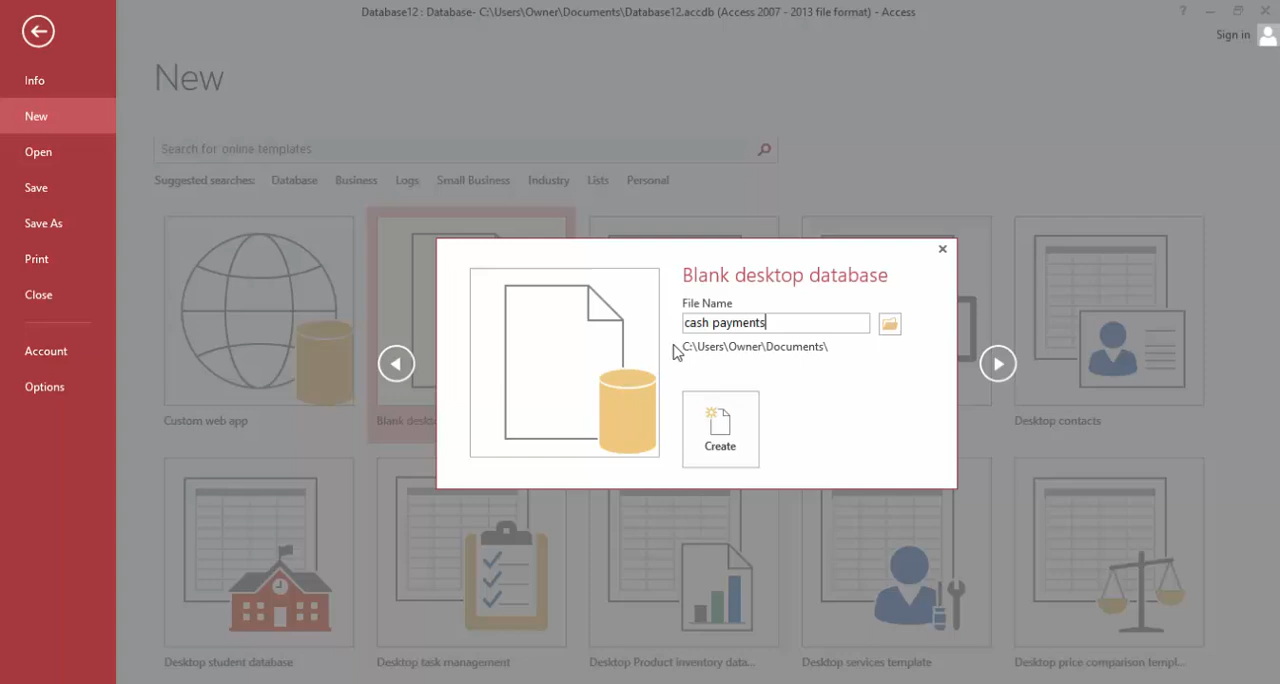 Database12 : Database- C:\Users\Owner\Documents\Database12.accdb (Access 2007 - 2013 file format) - Access
?
Sign in
Info
New
Open
Save
Save As
Print
Close
Account
Options
New
Search for online templates
Suggested searches: Database Business Logs Small Business Industry Lists Personal
Blank desktop database
File Name
cash payments
C:\Users\Owner\Documents\
Create
Custom web app
Blank deskto
Desktop contacts
Desktop student database
Desktop task management
Desktop Product inventory data...
Desktop services template
Desktop price comparison templ...